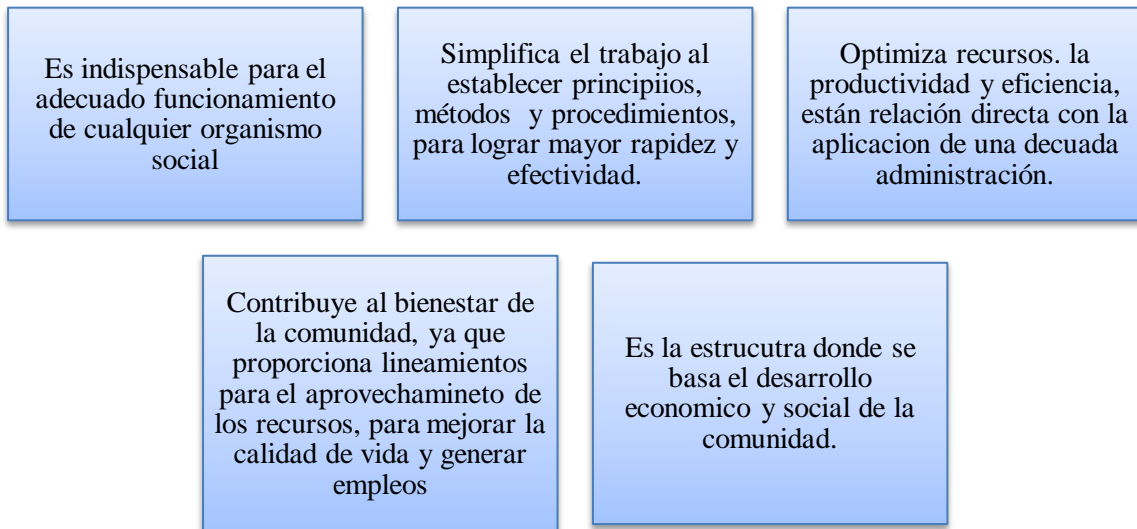 Es indispensable para el
adecuado funcionamiento
de cualquier organismo
social
Simplifica el trabajo al
establecer principiios,
métodos y procedimientos,
para lograr mayor rapidez y
efectividad.
Optimiza recursos. la
productividad y eficiencia,
están relación directa con la
aplicacion de una decuada
administración.
Contribuye al bienestar de
la comunidad, ya que
proporciona lineamientos
para el aprovechamineto de
los recursos, para mejorar la
calidad de vida y generar
empleos
Es la estrucutra donde se
basa el desarrollo
economico y social de la
comunidad.